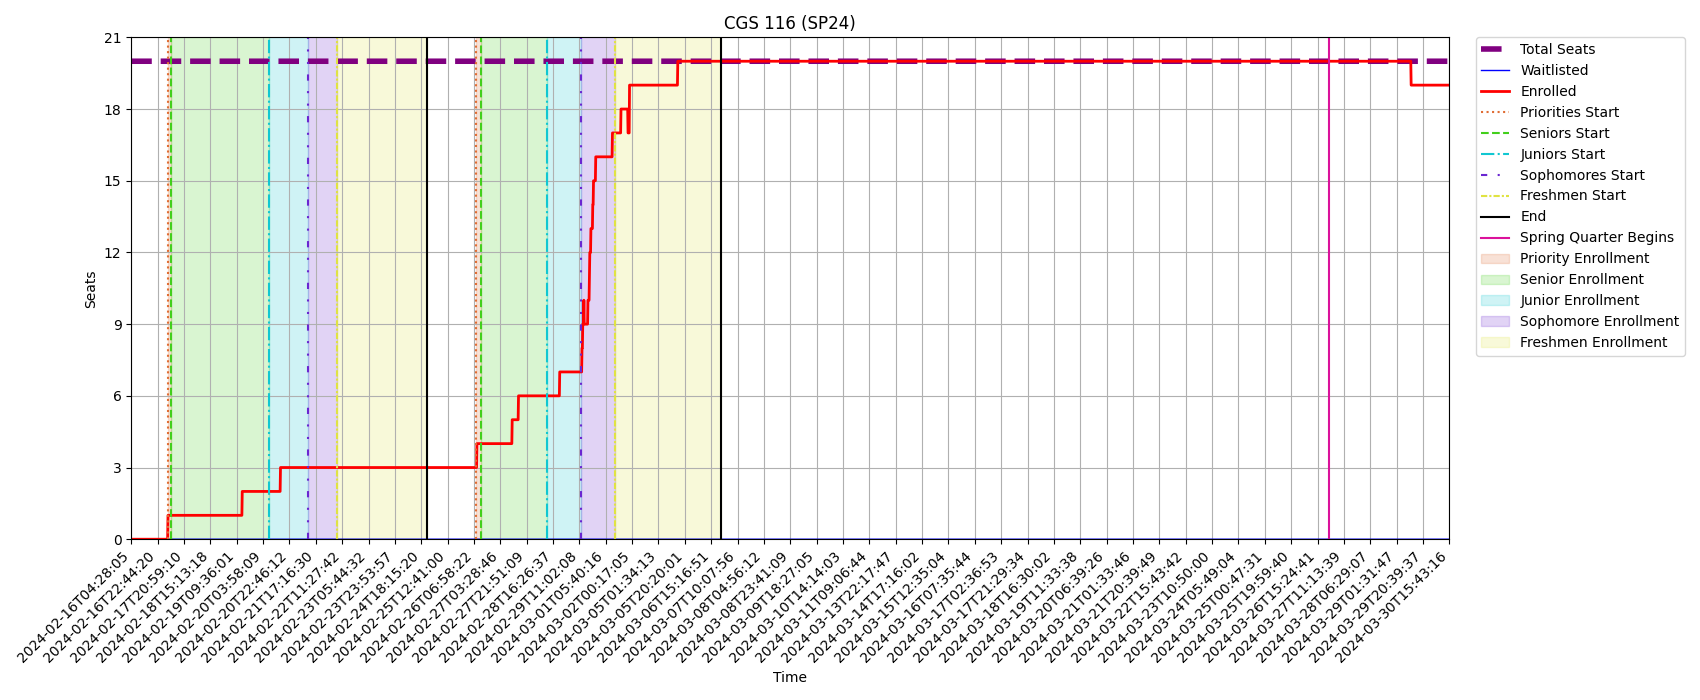 CGS 116 (SP24)
21
18
15
12
9
6
3
0
Seats
2024-02-16T04:28:05
2024-02-16T22:44:20
2024-02-17T20:59:10
2024-02-18T15:13:18
2024-02-19T09:36:01
2024-02-20T03:58:09
2024-02-20T22:46:12
2024-02-21T17:16:30
2024-02-22T11:27:42
2024-02-23T05:44:32
2024-02-23T23:53:57
2024-02-24T18:15:20
2024-02-25T12:41:00
2024-02-26T06:58:22
2024-02-27T03:28:46
2024-02-27T21:51:09
2024-02-28T16:26:37
2024-02-29T11:02:08
2024-03-01T05:40:16
2024-03-02T00:17:05
2024-03-05T01:34:13
2024-03-05T20:20:01
2024-03-06T15:16:51
2024-03-07T10:07:56
2024-03-08T04:56:12
2024-03-08T23:41:09
2024-03-09T18:27:05
2024-03-10T14:14:03
2024-03-11T09:06:44
2024-03-13T22:17:47
2024-03-14T17:16:02
2024-03-15T12:35:04
2024-03-16T07:35:44
2024-03-17T02:36:53
2024-03-17T21:29:34
2024-03-18T16:30:02
2024-03-19T11:33:38
2024-03-20T06:39:26
2024-03-21T01:33:46
2024-03-21T20:39:49
2024-03-22T15:43:42
2024-03-23T10:50:00
2024-03-24T05:49:04
2024-03-25T00:47:31
2024-03-25T19:59:40
2024-03-26T15:24:41
2024-03-27T11:13:39
2024-03-28T06:29:07
2024-03-29T01:31:47
2024-03-29T20:39:37
2024-03-30T15:43:16
Time
Total Seats
Waitlisted
Enrolled
Priorities Start
Seniors Start
Juniors Start
Sophomores Start
Freshmen Start
End
Spring Quarter Begins
Priority Enrollment
Senior Enrollment
Junior Enrollment
Sophomore Enrollment
Freshmen Enrollment